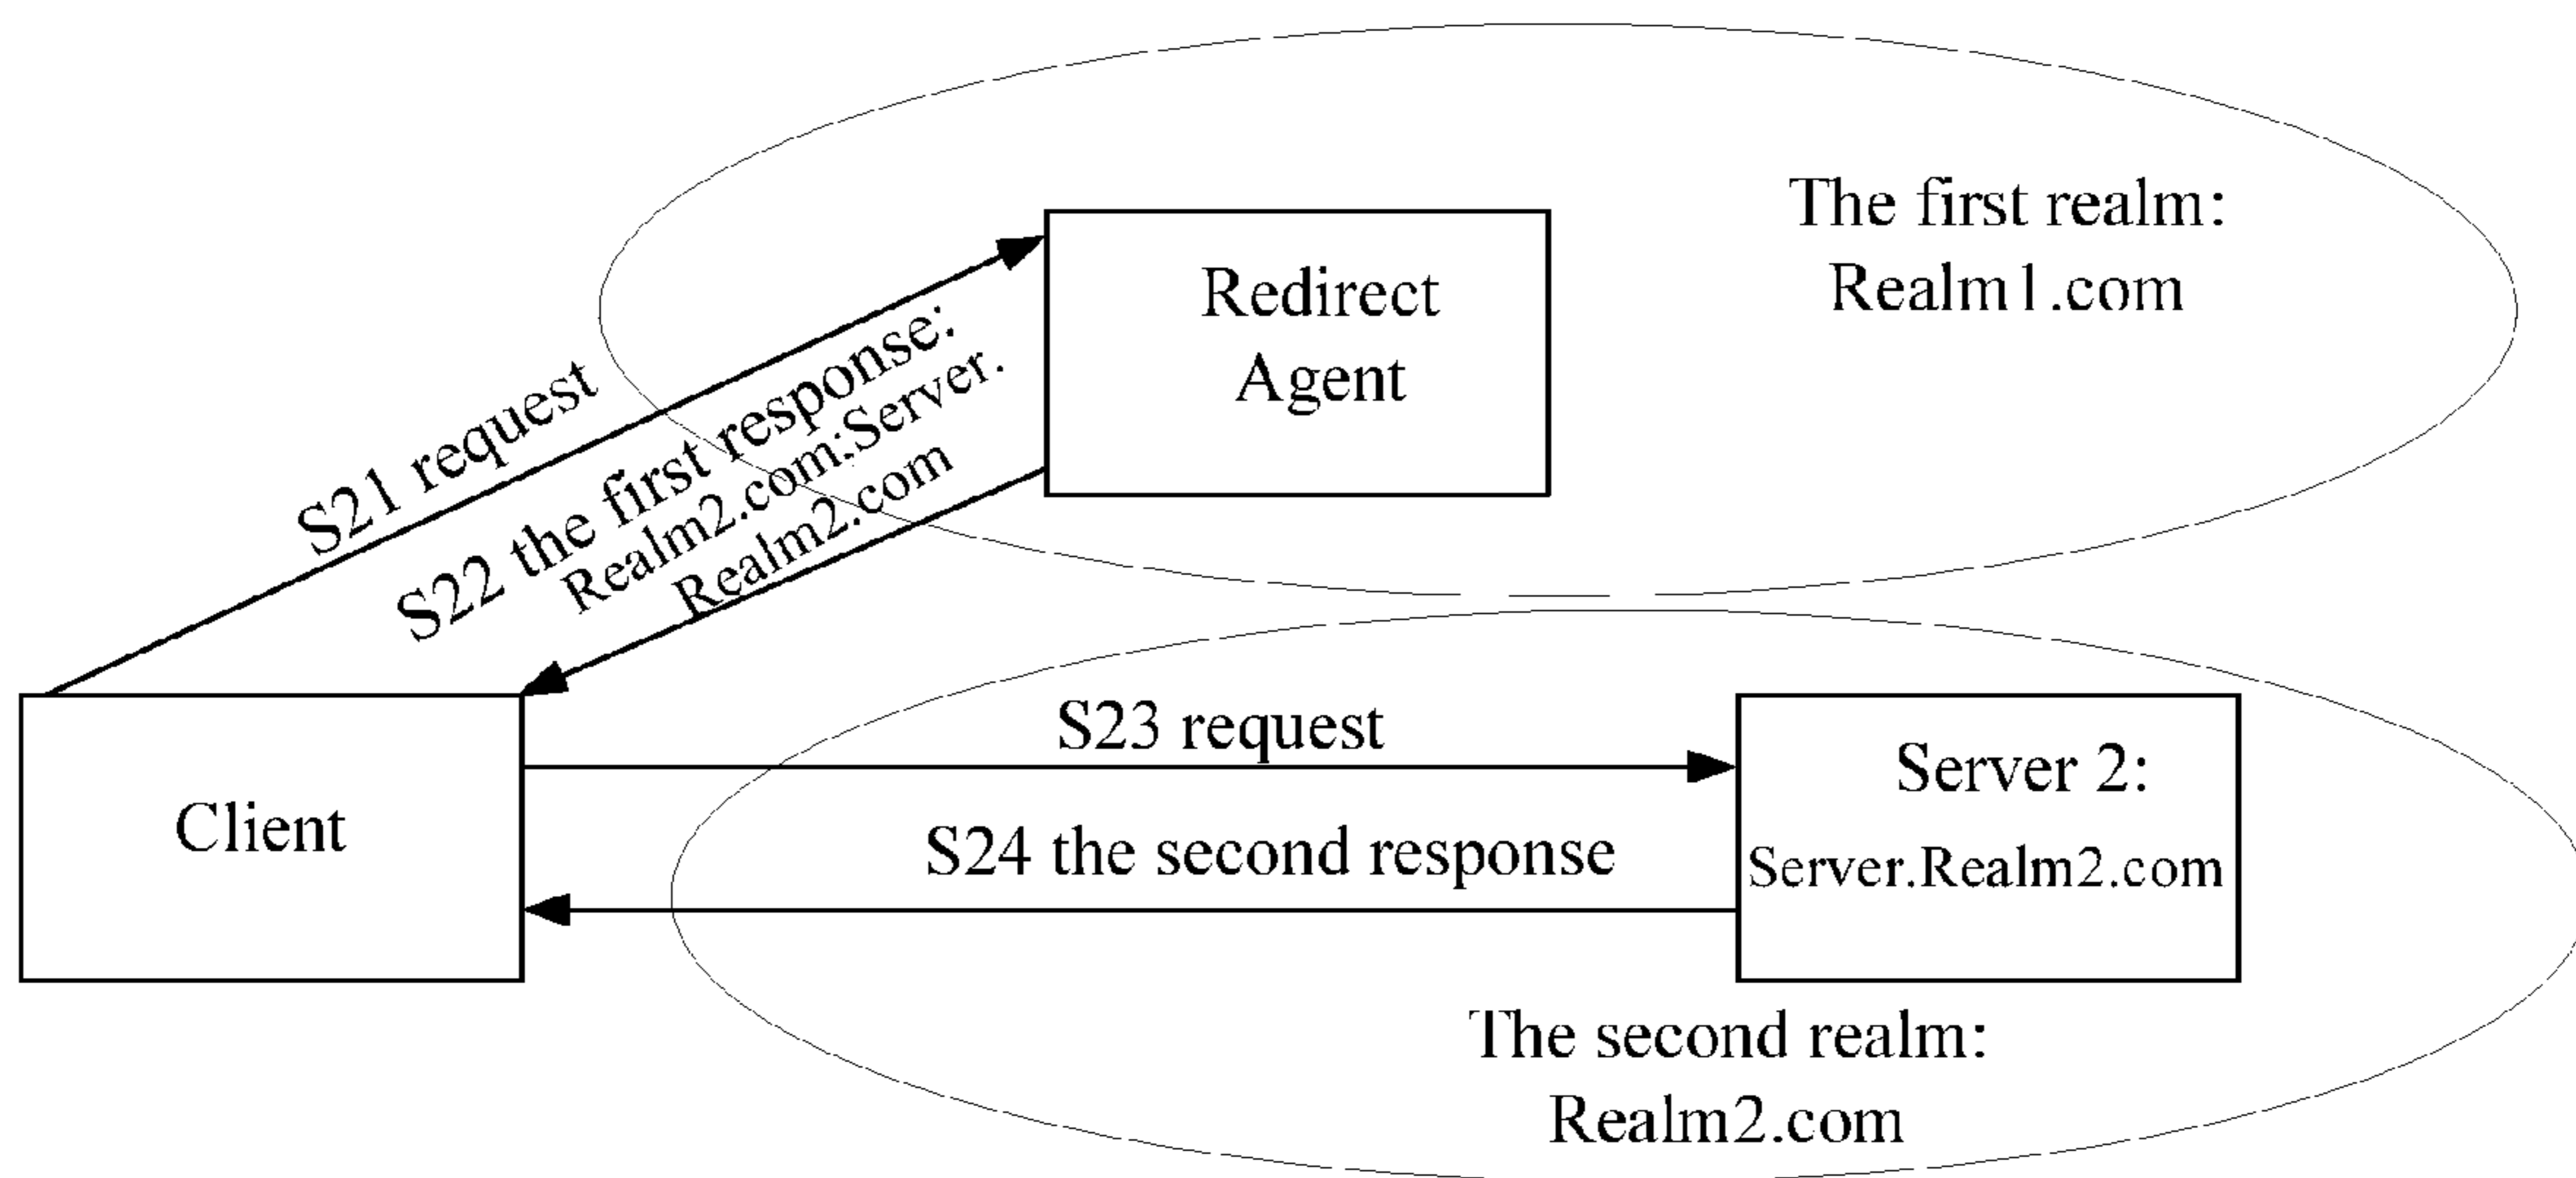 The first realm:
Realm1.com
Redirect
Agent
S21 request
S22 the first response:
Realm2.com;Server.
Realm2.com
S23 request
Server 2:
Server.Realm2.com
Client
S24 the second response
The second realm:
Realm2.com